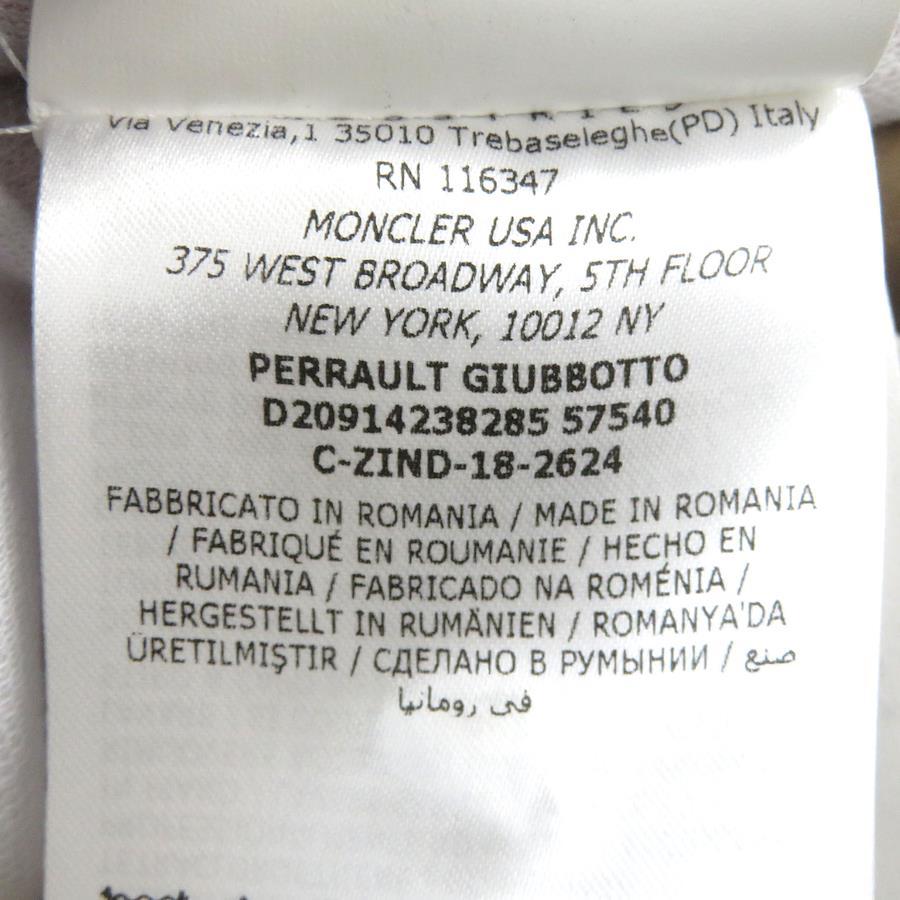 Via Venezia,1 35010 Trebaseleghe(PD) Italy
RN 116347
MONCLER USA INC.
375 WEST BROADWAY, 5TH FLOOR
NEW YORK, 10012 NY
PERRAULT GIUBBOTTO
D20914238285 57540
C-ZIND-18-2624
FABBRICATO IN ROMANIA / MADE IN ROMANIA
/ FABRIQUÉ EN ROUMANIE / HECHO EN
RUMANIA / FABRICADO NA ROMÉNIA /
HERGESTELLT IN RUMÄNIEN / ROMANYA'DA
ÜRETILMIŞTIR / СДЕЛАНО В РУМЫНИИ / صنع
في رومانيا